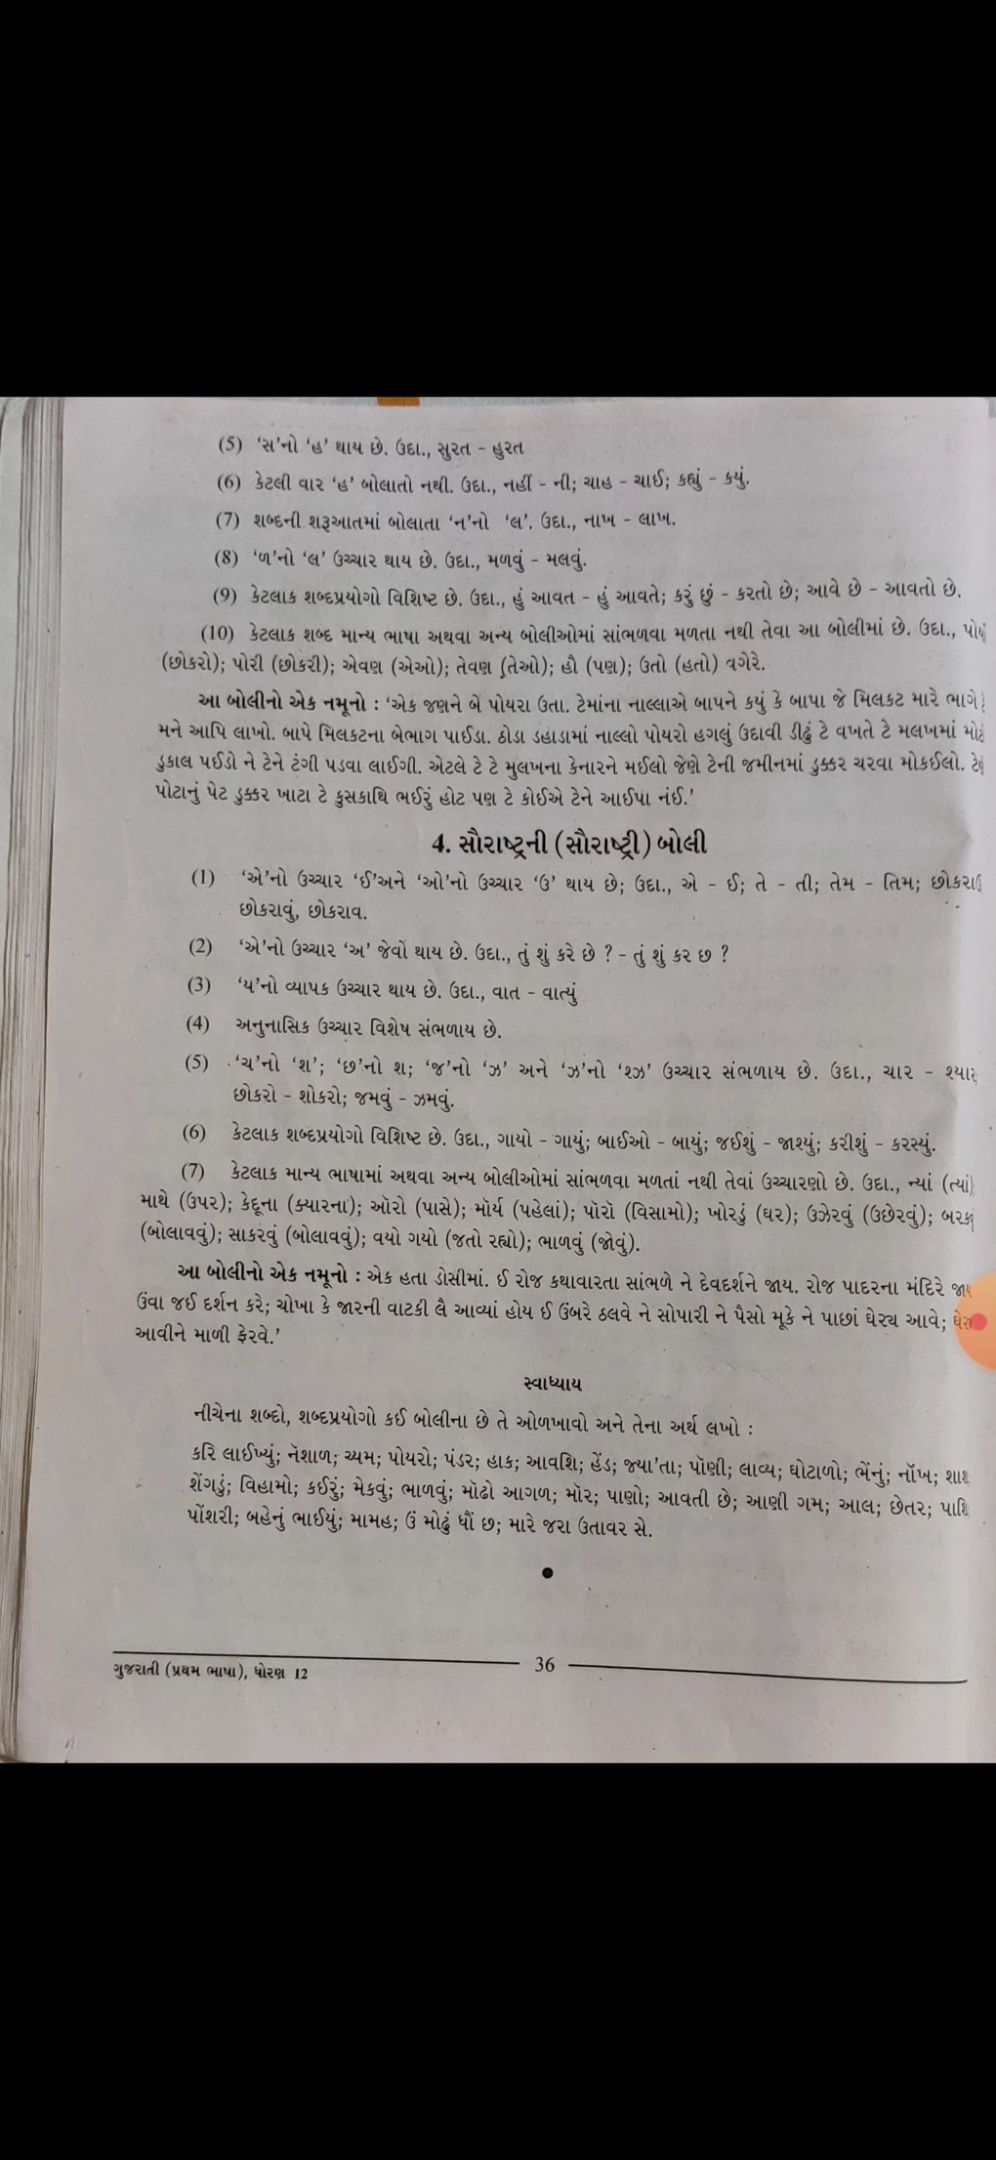 (5) ‘સ’નો ‘હ’ થાય છે. ઉદા., સુરત - હુરત
(6) કેટલી વાર ‘હ’ બોલાતો નથી. ઉદા., નહીં - ની; ચાહ - ચાઈ; કહ્યું - કયું.
(7) શબ્દની શરૂઆતમાં બોલાતા ‘ન’નો ‘લ’. ઉદા., નાખ - લાખ.
(8) ‘ળ’નો ‘લ’ ઉચ્ચાર થાય છે. ઉદા., મળવું - મલવું.
(9) કેટલાક શબ્દપ્રયોગો વિશિષ્ટ છે. ઉદા., હું આવત - હું આવતે; કરું છું - કરતો છે; આવે છે - આવતો છે.
(10) કેટલાક શબ્દ માન્ય ભાષા અથવા અન્ય બોલીઓમાં સાંભળવા મળતા નથી તેવા આ બોલીમાં છે. ઉદા.,
(છોકરો); પોરી (છોકરી); એવણ (એઓ); તેવણ (તેઓ); હૌ (પણ); ઉતો (હતો) વગેરે.
આ બોલીનો એક નમૂનો : ‘એક જણને બે પોયરા ઉતા. ટેમાંના નાલ્લાએ બાપને કયું કે બાપા જે મિલકટ મારે ભાગે
મને આપિ લાખો. બાપે મિલકટના બેભાગ પાઈડા. ઠોડા ડહાડામાં નાલ્લો પોયરો હગલું ઉદાવી ડીઢું ટે વખતે ટે મલખમાં
ડુકાલ પઈડો ને ટેને ટંગી પડવા લાઈગી. એટલે ટે ટે મુલખના કેનારને મઈલો જેણે ટેની જમીનમાં ડુક્કર ચરવા મોકઈલો.
પોટાનું પેટ ડુક્કર ખાટા ટે કુસકાથિ ભઈરું હોટ પણ ટે કોઈએ ટેને આઈપા નંઈ.’
4. સૌરાષ્ટ્રની (સૌરાષ્ટ્રી) બોલી
(1) ‘એ’નો ઉચ્ચાર ‘ઈ’અને ‘ઓ’નો ઉચ્ચાર ‘ઉ’ થાય છે; ઉદા., એ - ઈ; તે - તી; તેમ - તિમ;
છોકરાવું, છોકરાવ.
(2) ‘એ’નો ઉચ્ચાર ‘અ’ જેવો થાય છે. ઉદા., તું શું કરે છે ? - તું શું કર છ ?
(3) ‘ય’નો વ્યાપક ઉચ્ચાર થાય છે. ઉદા., વાત - વાત્યું
(4) અનુનાસિક ઉચ્ચાર વિશેષ સંભળાય છે.
(5) ‘ચ’નો ‘શ’; ‘છ’નો શ; ‘જ’નો ‘ઝ’ અને ‘ઝ’નો ‘શ્ઝ’ ઉચ્ચાર સંભળાય છે. ઉદા., ચાર -
છોકરો - શોકરો; જમવું - ઝમવું.
(6) કેટલાક શબ્દપ્રયોગો વિશિષ્ટ છે. ઉદા., ગાયો - ગાયું; બાઈઓ - બાયું; જઈશું - જાશ્યું; કરીશું - કરસ્યું.
(7) કેટલાક માન્ય ભાષામાં અથવા અન્ય બોલીઓમાં સાંભળવા મળતાં નથી તેવાં ઉચ્ચારણો છે. ઉદા., ન્યાં (ત્યાં)
માથે (ઉપર); કેદૂના (ક્યારના); ઑરો (પાસે); મૉર્ય (પહેલાં); પૉરૉ (વિસામો); ખોરડું (ઘર); ઉઝેરવું (ઉછેરવું);
(બોલાવવું); સાકરવું (બોલાવવું); વયો ગયો (જતો રહ્યો); ભાળવું (જોવું).
આ બોલીનો એક નમૂનો : એક હતા ડોસીમાં. ઈ રોજ કથાવારતા સાંભળે ને દેવદર્શને જાય. રોજ પાદરના મંદિરે
ઉંવા જઈ દર્શન કરે; ચોખા કે જારની વાટકી લૈ આવ્યાં હોય ઈ ઉંબરે ઠલવે ને સોપારી ને પૈસો મૂકે ને પાછાં ઘેરચ આવે;
આવીને માળી ફેરવે.’
સ્વાધ્યાય
નીચેના શબ્દો, શબ્દપ્રયોગો કઈ બોલીના છે તે ઓળખાવો અને તેના અર્થ લખો :
કરિ લાઈખ્યું; નૅશાળ; ચ્યમ; પોયરો; પંડર; હાક; આવશિ; હેંડ; જ્યા’તા; પૉણી; લાવ્ય; ઘોટાળો; ભેંનું; નૉંખ;
શેંગડું; વિહામો; કઈરું; મેકવું; ભાળવું; મૉઢો આગળ; મૉર; પાણો; આવતી છે; આણી ગમ; આલ; છેતર;
પોંશરી; બહેનું ભાઈયું; મામહ; ઉં મોઢું ધૌં છ; મારે જરા ઉતાવર સે.
ગુજરાતી (પ્રથમ ભાષા), ધોરણ 12
36